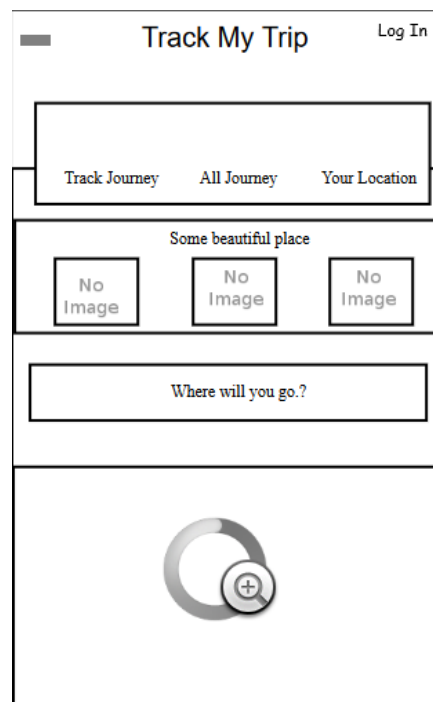 Track My Trip Log In
Track Journey All Journey Your Location
Some beautiful place
No Image No Image No Image
Where will you go.?